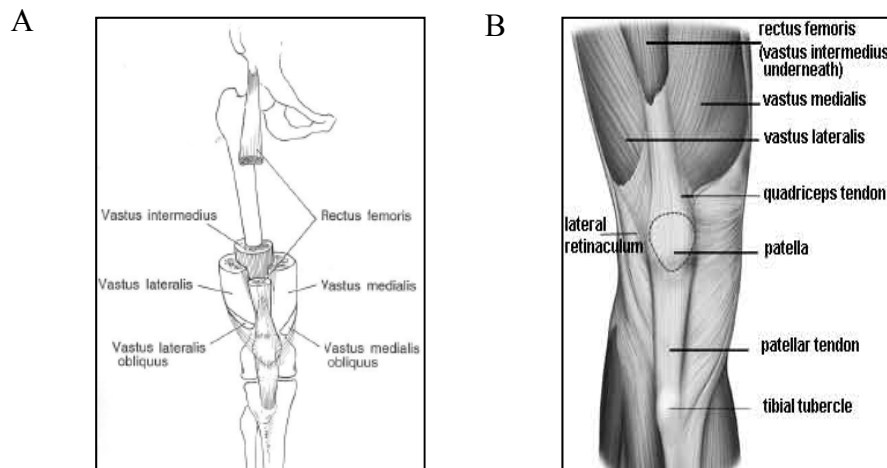 A
Vastus intermedius
Rectus femoris
Vastus lateralis
Vastus medialis
Vastus lateralis
obliquus
Vastus medialis
obliquus
B
rectus femoris
(vastus intermedius
underneath)
vastus medialis
vastus lateralis
quadriceps tendon
lateral
retinaculum
patella
patellar tendon
tibial tubercle